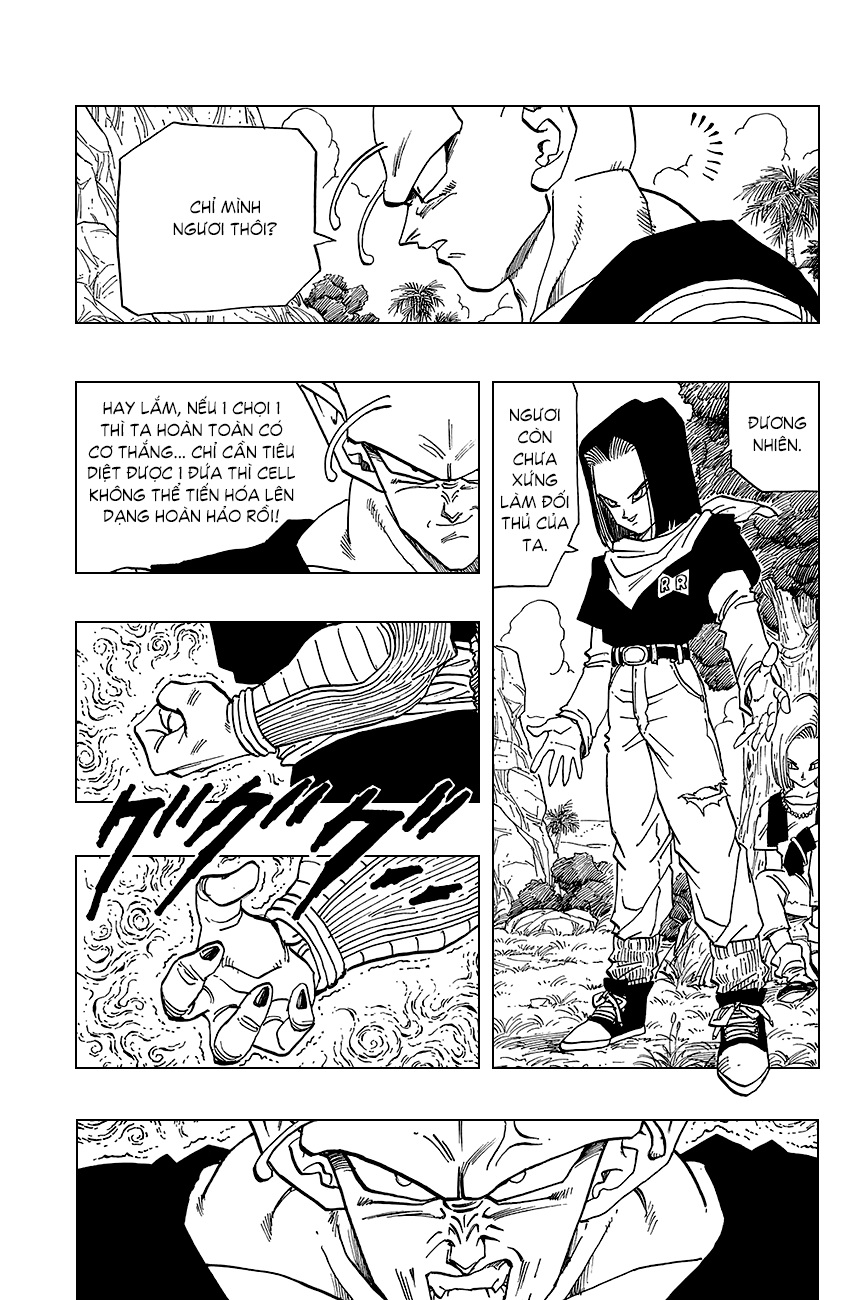 CHỈ MÌNH
NGƯƠI THÔI?
ĐƯƠNG
NHIÊN.
NGƯƠI
CÒN
CHƯA
XỨNG
LÀM ĐỐI
THỦ CỦA
TA.
RR
HAY LẮM, NẾU 1 CHỌI 1
THÌ TA HOÀN TOÀN CÓ
CƠ THẮNG... CHỈ CẦN TIÊU
DIỆT ĐƯỢC 1 ĐỨA THÌ CELL
KHÔNG THỂ TIẾN HÓA LÊN
DẠNG HOÀN HẢO RỒI!
グググ...